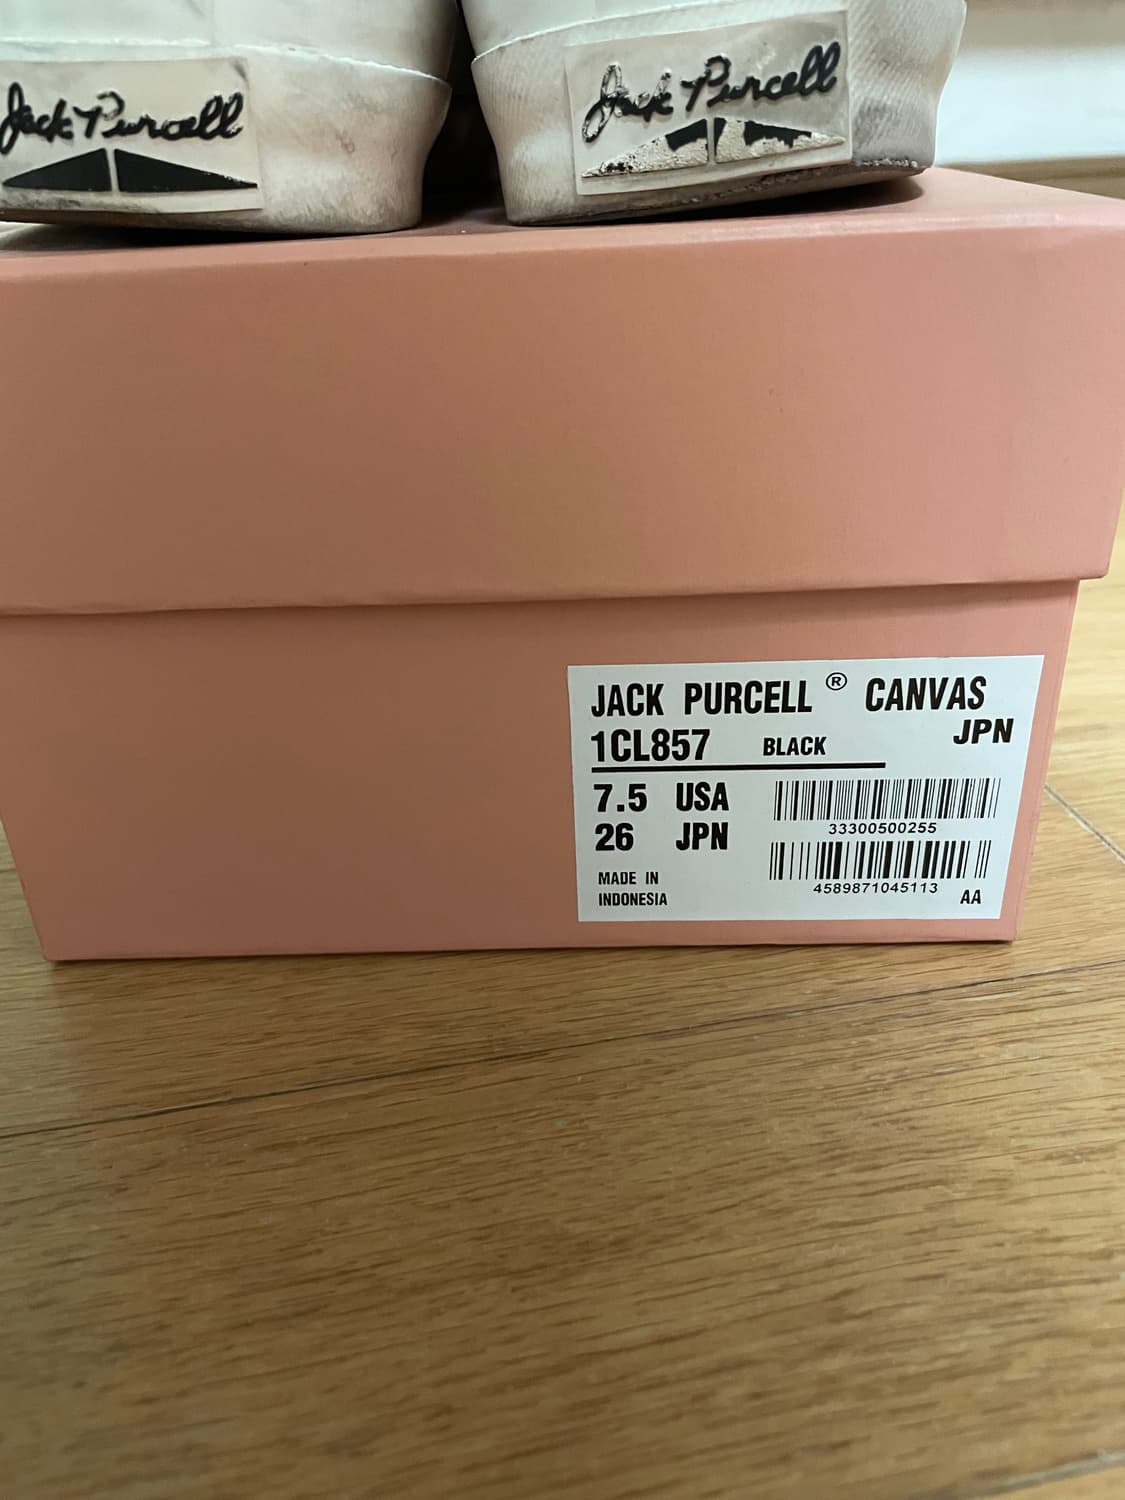 Jack Purcell
Jack Purcell
JACK PURCELL ® CANVAS
JPN
1CL857 BLACK
7.5 USA
26 JPN
33300500255
4589871045113
MADE IN
INDONESIA
AA